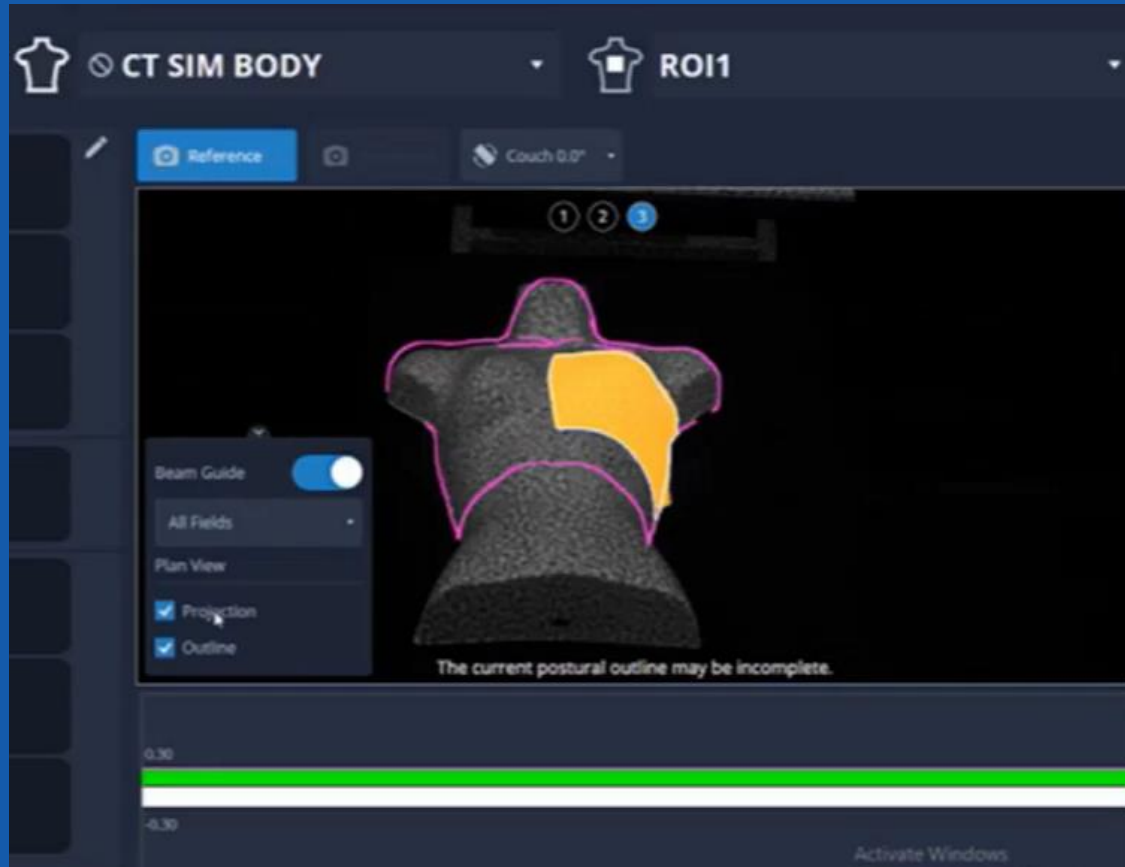 CT SIM BODY
ROI1
Reference
Couch 0.0°
1 2 3
Beam Guide
All Fields
Plan View
Projection
Outline
The current postural outline may be incomplete.
0.30
-0.30
Activate Windows